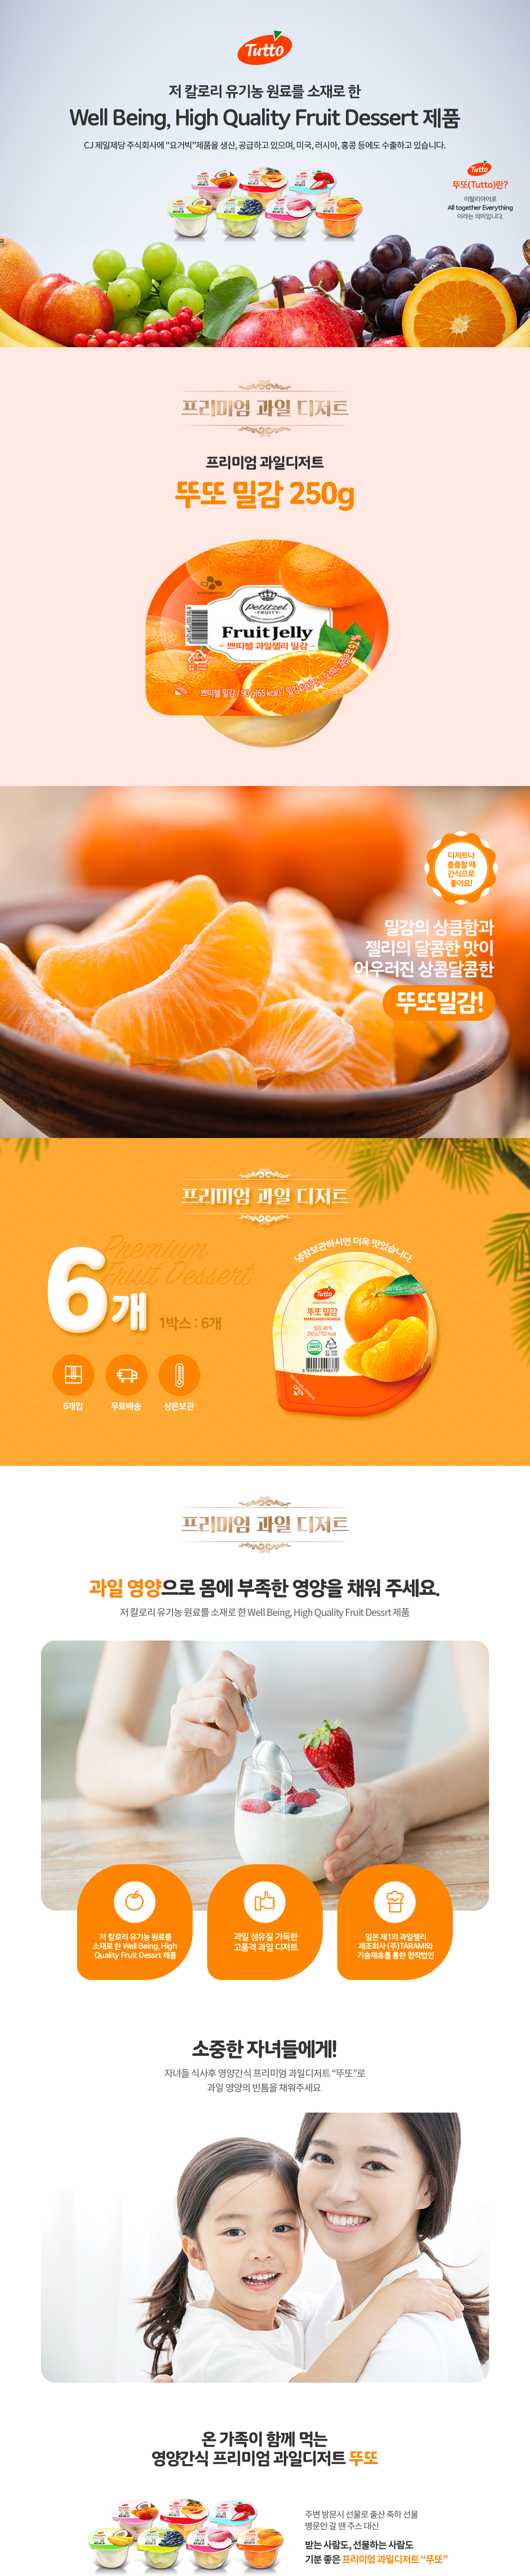 Tutto
저 칼로리 유기농 원료를 소재로 한
Well Being, High Quality Fruit Dessert 제품
CJ 제일제당 주식회사에 "요거빅"제품을 생산, 공급하고 있으며, 미국, 러시아, 홍콩 등에도 수출하고 있습니다.
Tutto
뚜또(Tutto)란?
이탈리아어로
All together Everything
이라는 의미입니다.
프리미엄 과일 디저트
프리미엄 과일디저트
뚜또 밀감 250g
CJ
Petitzel
FRUITY
Fruit Jelly
쁘띠첼 과일젤리 밀감
쁘띠첼 밀감 / 90 g(65 kcal) /
디저트나
출출할 때
간식으로
좋아요!
밀감의 상큼함과
젤리의 달콤한 맛이
어우러진 상콤달콤한
뚜또밀감!
프리미엄 과일 디저트
Premium
Fruit Dessert
6개
1박스 : 6개
6개입
무료배송
상온보관
냉장보관하시면 더욱 맛있습니다.
Tutto
뚜또 밀감
MANDARIN ORANGE
OPEN
프리미엄 과일 디저트
과일 영양으로 몸에 부족한 영양을 채워 주세요.
저 칼로리 유기농 원료를 소재로 한 Well Being, High Quality Fruit Dessrt 제품
저 칼로리 유기농 원료를
소재로 한 Well Being, High
Quality Fruit Dessrt 제품
과일 섬유질 가득한
고품격 과일 디저트
일본 제1의 과일젤리
제조회사 (주)TARAMI와
기술제휴를 통한 합작법인
소중한 자녀들에게!
자녀들 식사후 영양간식 프리미엄 과일디저트 “뚜또”로
과일 영양의 빈틈을 채워주세요
온 가족이 함께 먹는
영양간식 프리미엄 과일디저트 뚜또
주변 방문시 선물로 출산 축하 선물
병문안 갈 땐 주스 대신
받는 사람도, 선물하는 사람도
기분 좋은 프리미엄 과일디저트 “뚜또”